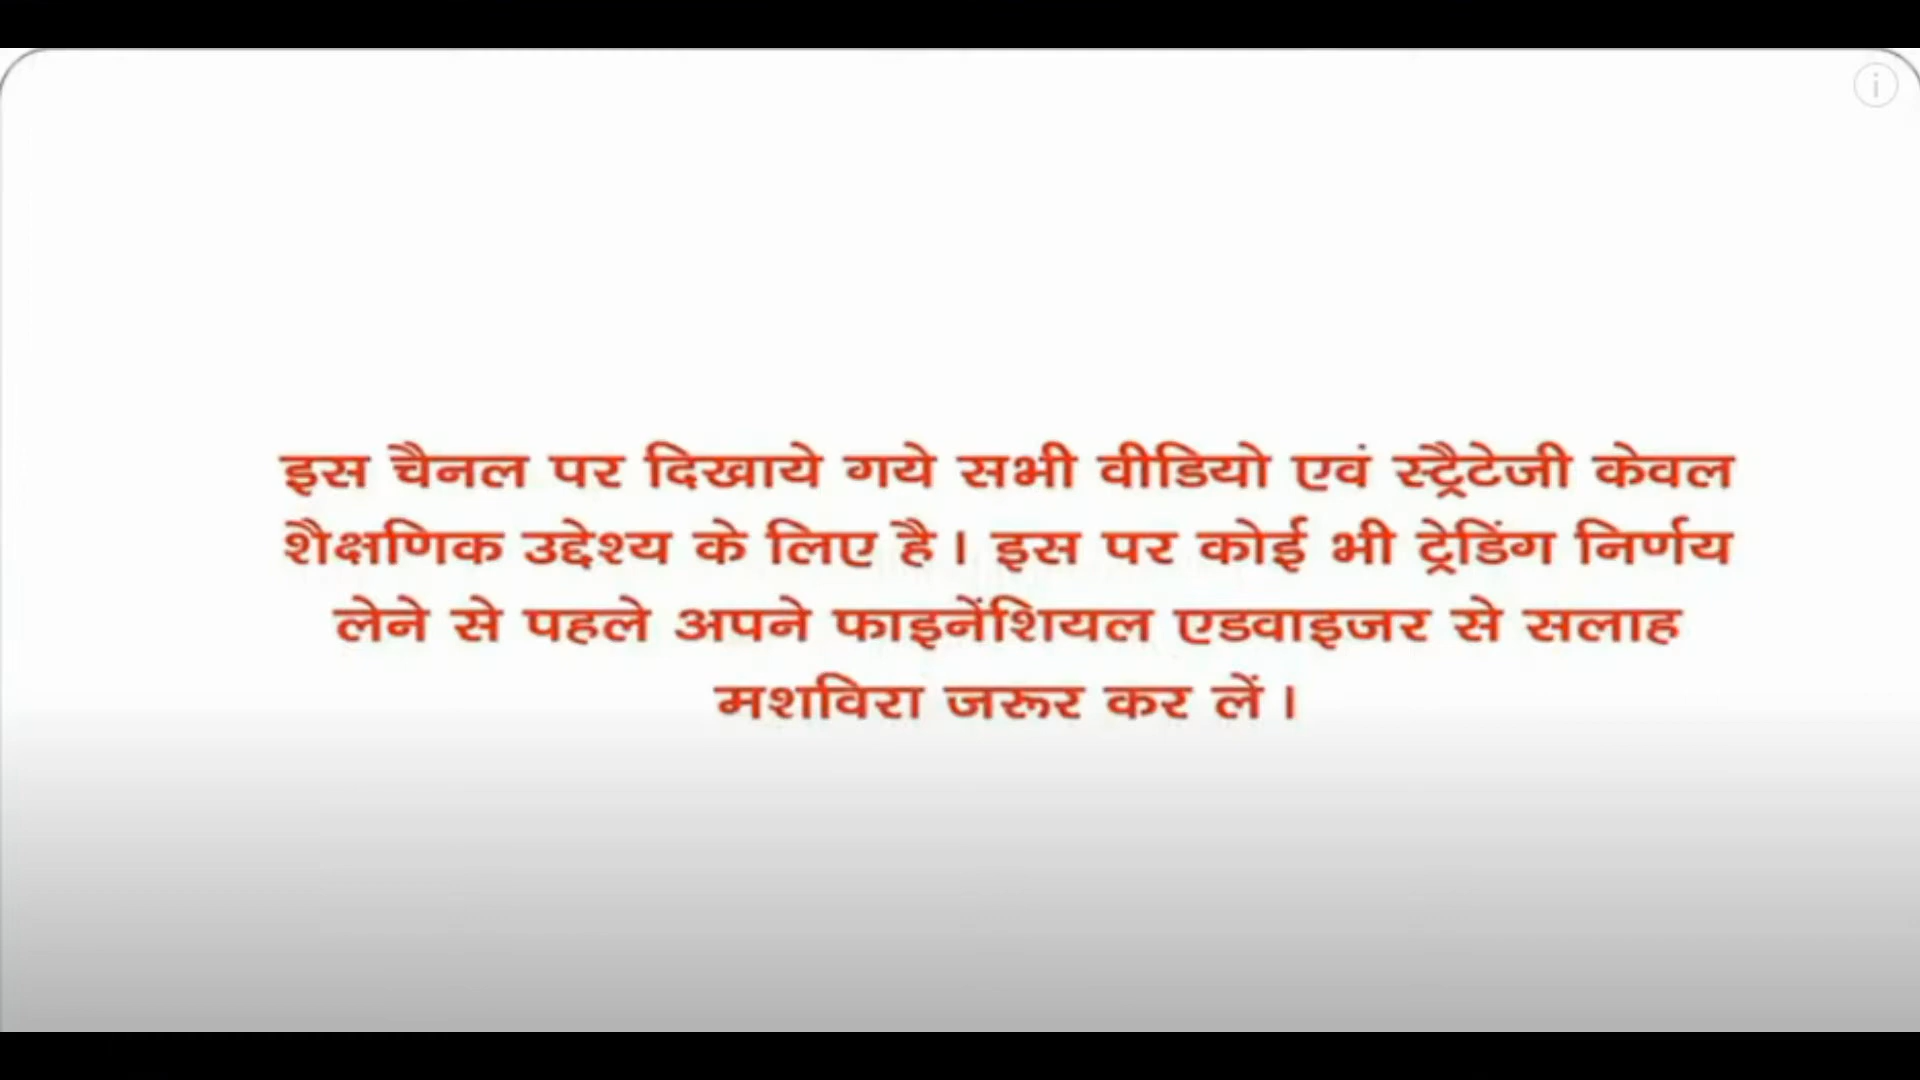 इस चैनल पर दिखाये गये सभी वीडियो एवं स्ट्रैटेजी केवल
शैक्षणिक उद्देश्य के लिए है। इस पर कोई भी ट्रेडिंग निर्णय
लेने से पहले अपने फाइनेंशियल एडवाइजर से सलाह
मशविरा जरूर कर लें।